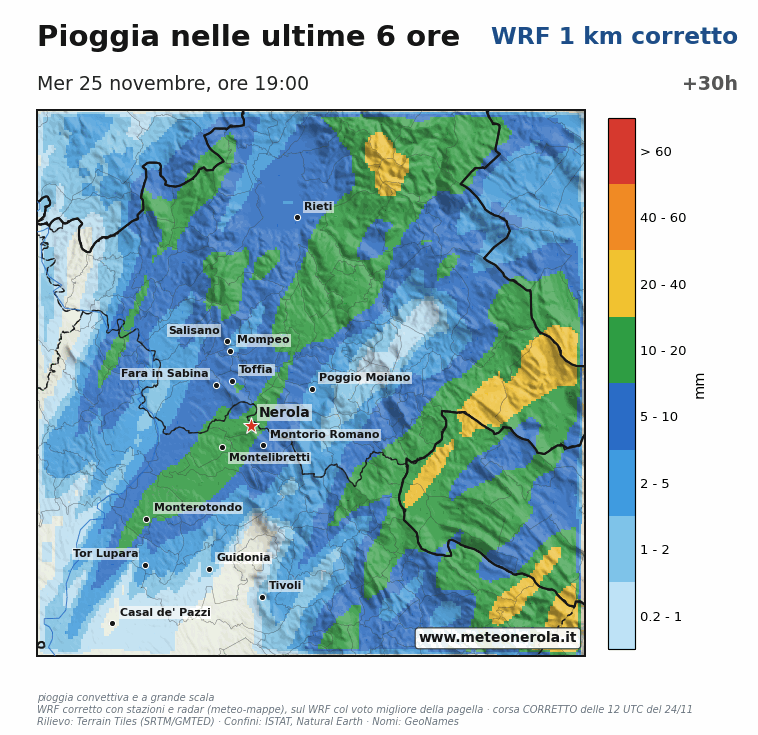 Pioggia nelle ultime 6 ore
WRF 1 km corretto
Mer 25 novembre, ore 19:00
+30h
Rieti
Salisano
Mompeo
Fara in Sabina
Toffia
Poggio Moiano
Nerola
Montorio Romano
Montelibretti
Monterotondo
Tor Lupara
Guidonia
Tivoli
Casal de' Pazzi
www.meteonerola.it
> 60
40 - 60
20 - 40
10 - 20
5 - 10
2 - 5
1 - 2
0.2 - 1
mm
pioggia convettiva e a grande scala
WRF corretto con stazioni e radar (meteo-mappe), sul WRF col voto migliore della pagella · corsa CORRETTO delle 12 UTC del 24/11
Rilievo: Terrain Tiles (SRTM/GMTED) · Confini: ISTAT, Natural Earth · Nomi: GeoNames